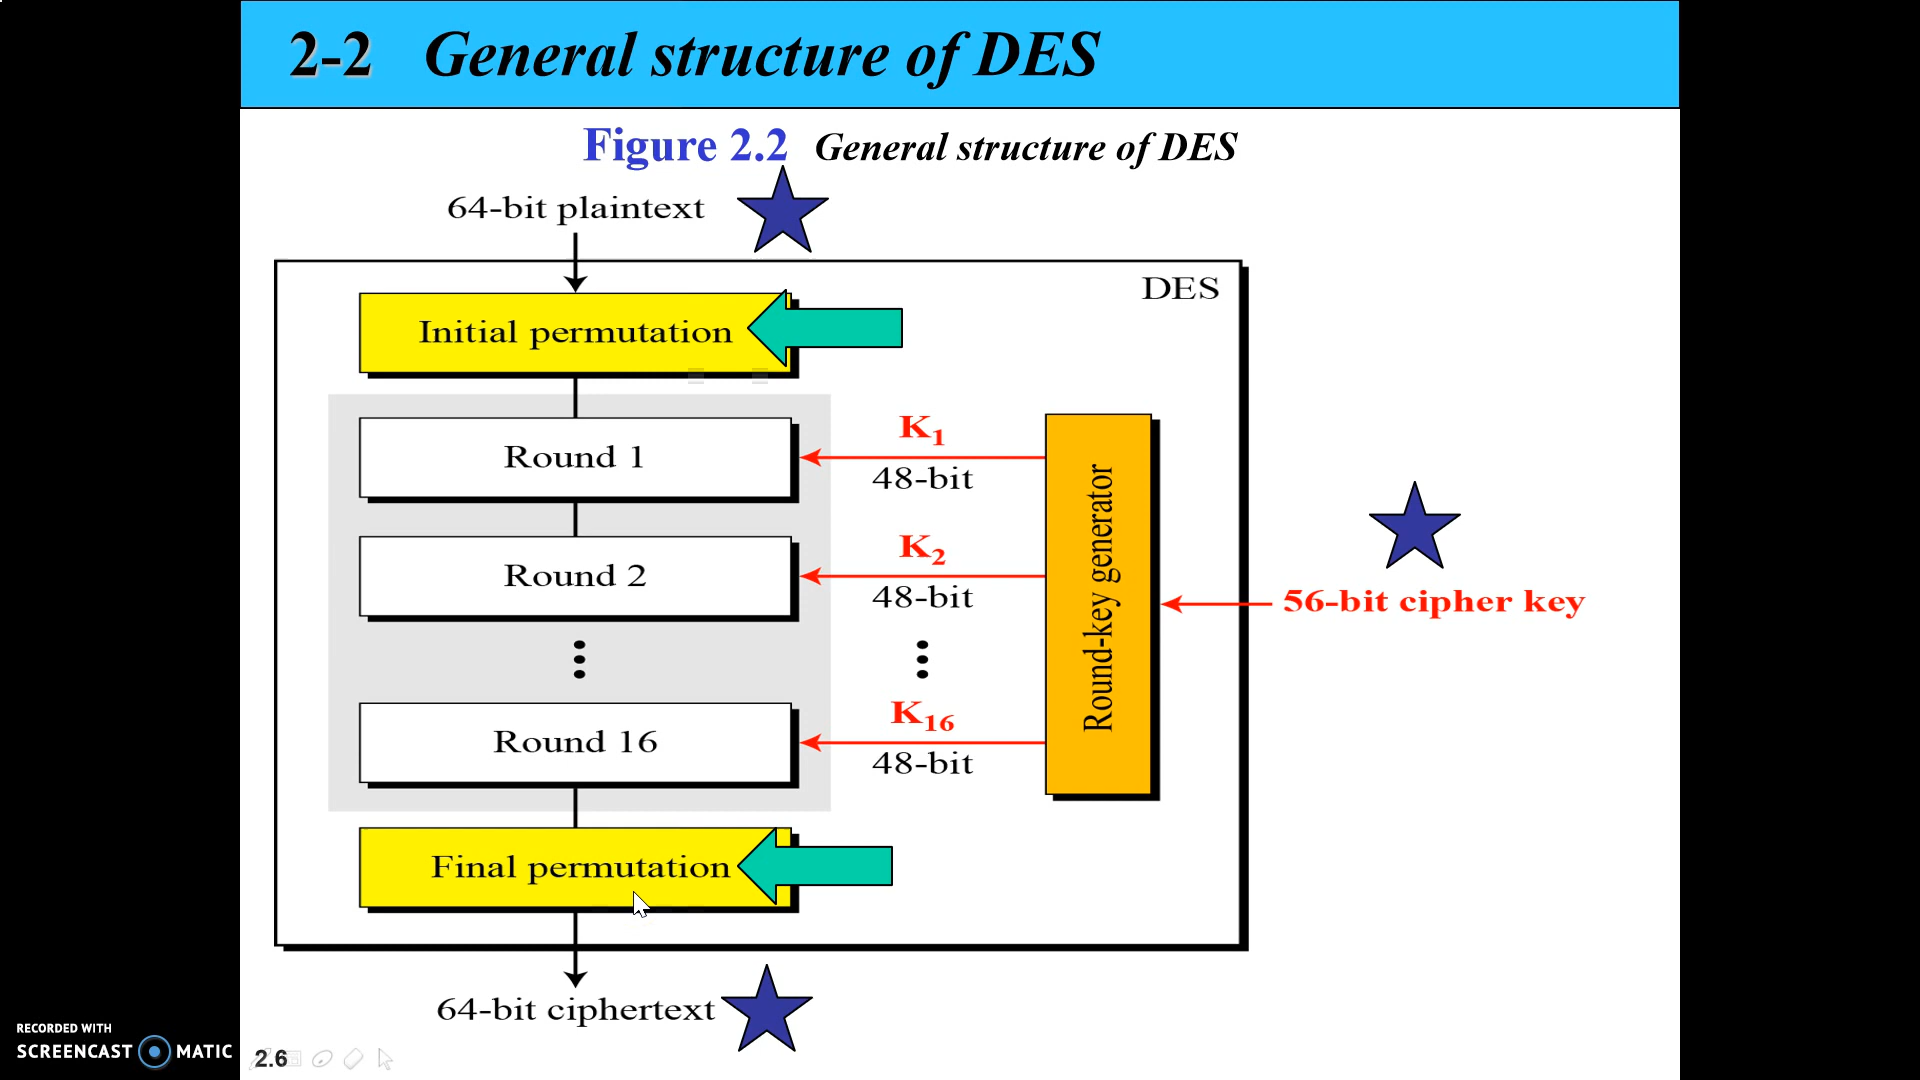 2-2 General structure of DES
Figure 2.2 General structure of DES
64-bit plaintext
DES
Initial permutation
Round 1
K1
48-bit
Round 2
K2
48-bit
Round 16
K16
48-bit
Round-key generator
56-bit cipher key
Final permutation
64-bit ciphertext
RECORDED WITH
SCREENCAST MATIC
2.6